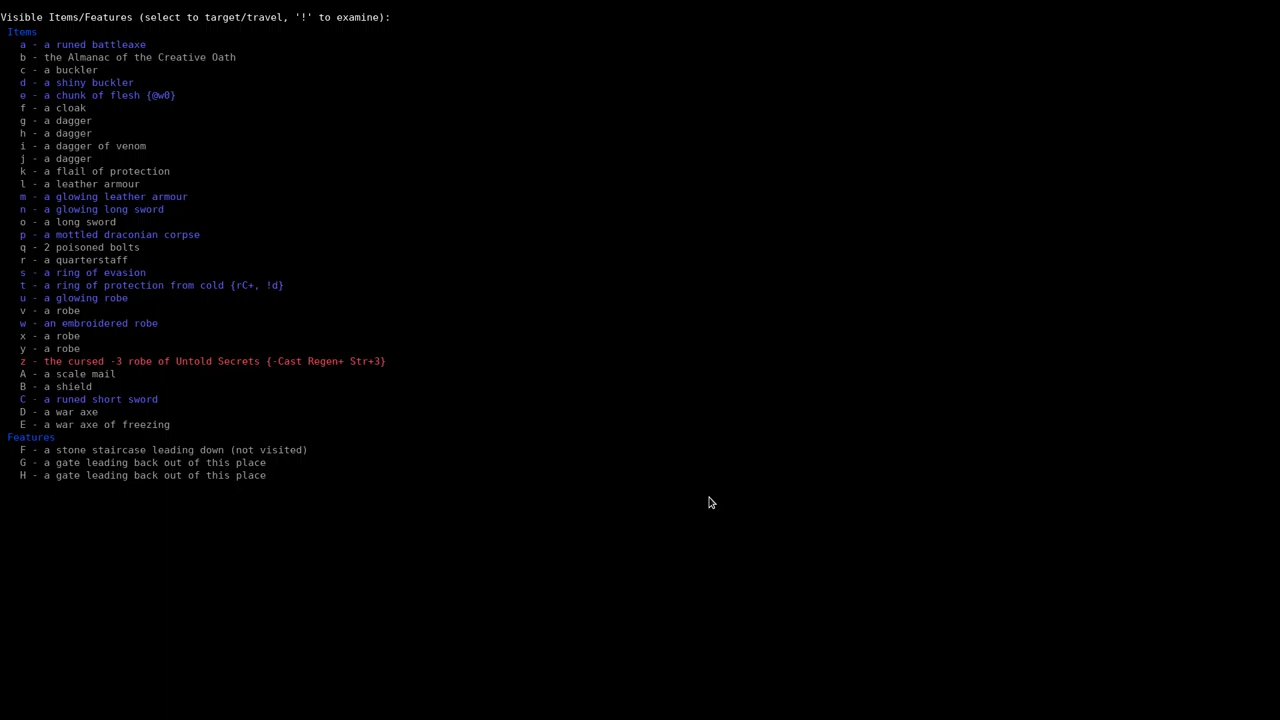 Visible Items/Features (select to target/travel, '!' to examine):
Items
a - a runed battleaxe
b - the Almanac of the Creative Oath
c - a buckler
d - a shiny buckler
e - a chunk of flesh {@w0}
f - a cloak
g - a dagger
h - a dagger
i - a dagger of venom
j - a dagger
k - a flail of protection
l - a leather armour
m - a glowing leather armour
n - a glowing long sword
o - a long sword
p - a mottled draconian corpse
q - 2 poisoned bolts
r - a quarterstaff
s - a ring of evasion
t - a ring of protection from cold {rC+, !d}
u - a glowing robe
v - a robe
w - an embroidered robe
x - a robe
y - a robe
z - the cursed -3 robe of Untold Secrets {-Cast Regen+ Str+3}
A - a scale mail
B - a shield
C - a runed short sword
D - a war axe
E - a war axe of freezing
Features
F - a stone staircase leading down (not visited)
G - a gate leading back out of this place
H - a gate leading back out of this place